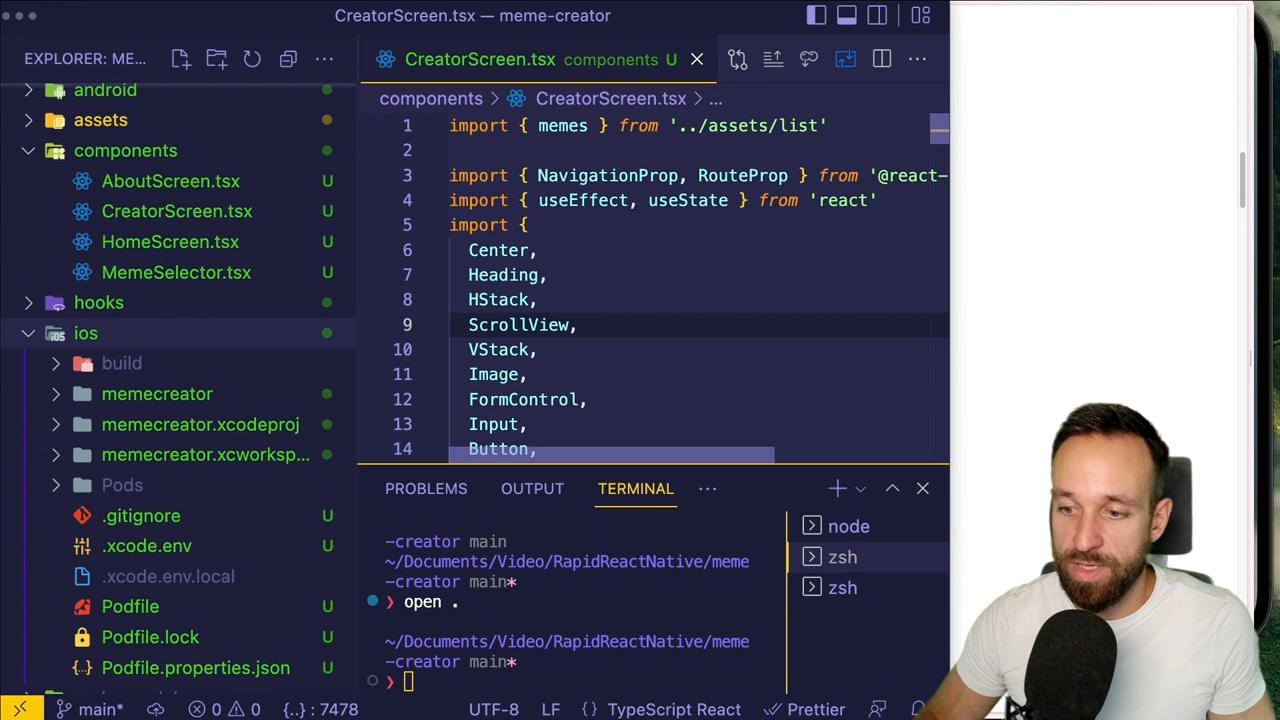 CreatorScreen.tsx — meme-creator
EXPLORER: ME...
android
assets
components
AboutScreen.tsx U
CreatorScreen.tsx U
HomeScreen.tsx U
MemeSelector.tsx U
hooks
ios
build
memecreator
memecreator.xcodeproj
memecreator.xcworksp...
Pods
.gitignore U
.xcode.env U
.xcode.env.local
Podfile U
Podfile.lock U
Podfile.properties.json U
CreatorScreen.tsx components U
components > CreatorScreen.tsx > ...
1 import { memes } from '../assets/list'
2
3 import { NavigationProp, RouteProp } from '@react-
4 import { useEffect, useState } from 'react'
5 import {
6 Center,
7 Heading,
8 HStack,
9 ScrollView,
10 VStack,
11 Image,
12 FormControl,
13 Input,
14 Button,
PROBLEMS OUTPUT TERMINAL ...
-creator main
~/Documents/Video/RapidReactNative/meme
-creator main*
❯ open .
~/Documents/Video/RapidReactNative/meme
-creator main*
❯
node
zsh
zsh
main* 0 0 {..} : 7478 UTF-8 LF {} TypeScript React Prettier